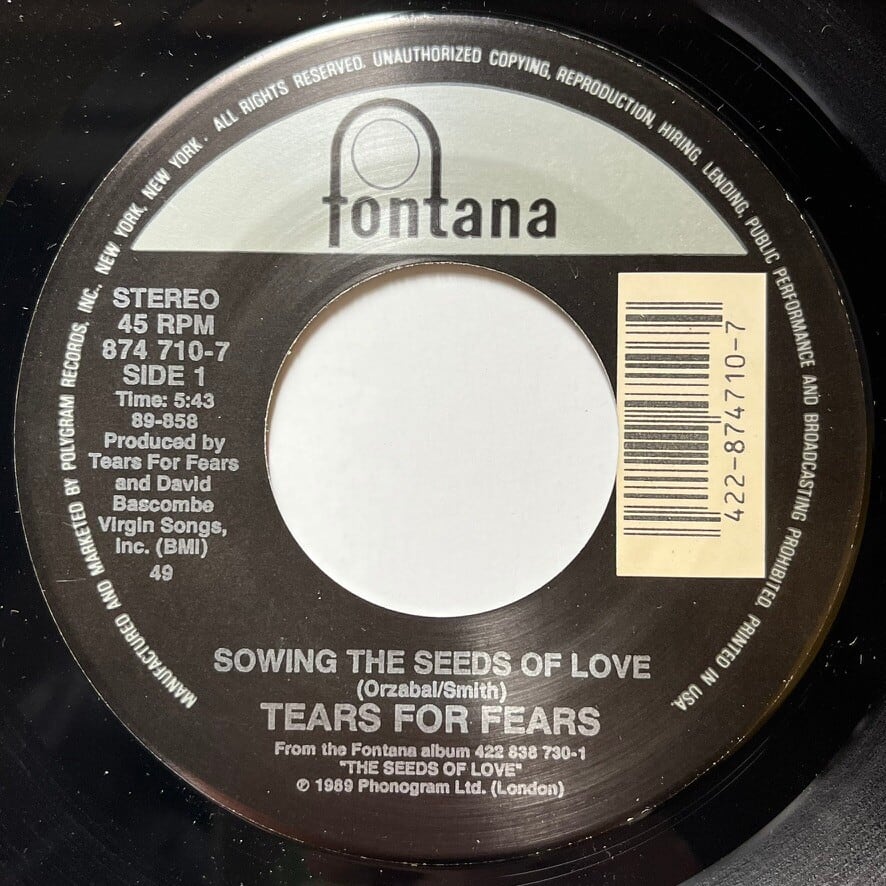 MANUFACTURED AND MARKETED BY POLYGRAM RECORDS, INC., NEW YORK, NEW YORK. ALL RIGHTS RESERVED. UNAUTHORIZED COPYING, REPRODUCTION, HIRING, LENDING, PUBLIC PERFORMANCE AND BROADCASTING PROHIBITED. PRINTED IN USA.
fontana
STEREO
45 RPM
874 710-7
SIDE 1
Time: 5:43
89-858
Produced by
Tears For Fears
and David
Bascombe
Virgin Songs,
Inc. (BMI)
49
422-874710-7
SOWING THE SEEDS OF LOVE
(Orzabal/Smith)
TEARS FOR FEARS
From the Fontana album 422 838 730-1
"THE SEEDS OF LOVE"
℗ 1989 Phonogram Ltd. (London)